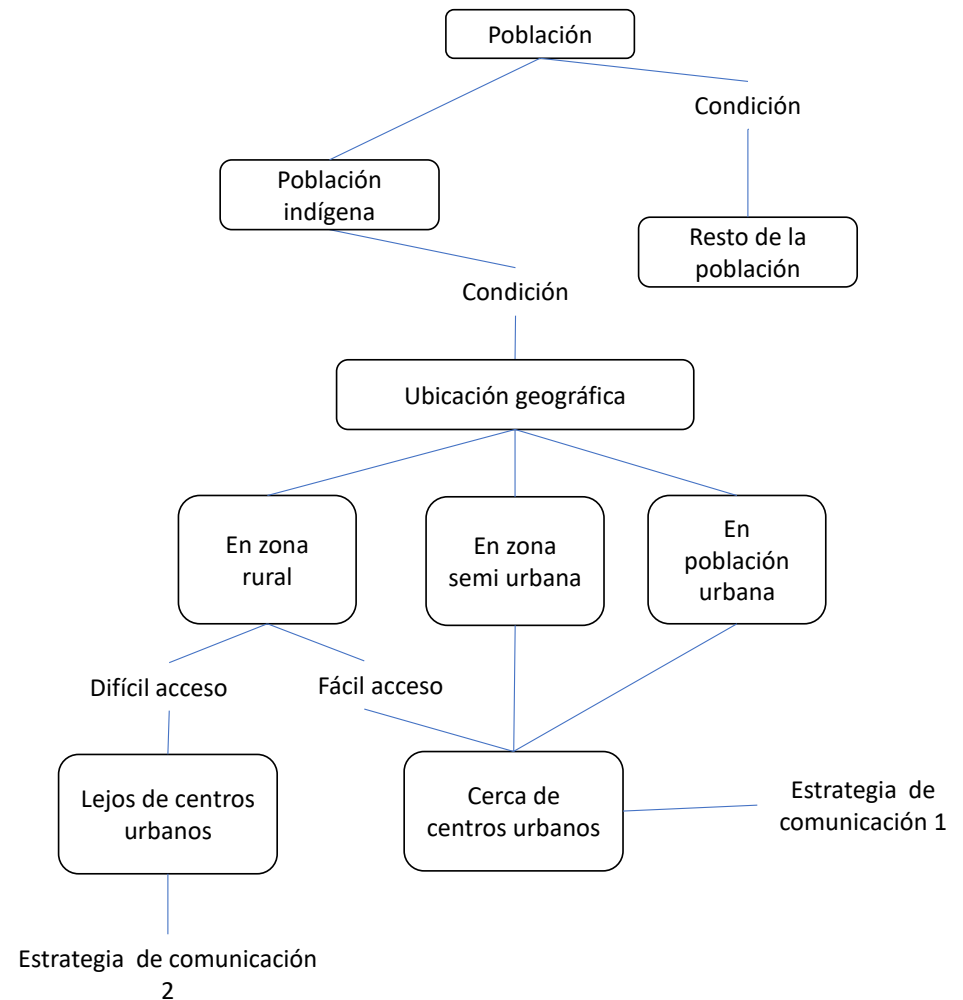 Población
Condición
Población
indígena
Resto de la
población
Condición
Ubicación geográfica
En zona
rural
En zona
semi urbana
En
población
urbana
Difícil acceso
Fácil acceso
Lejos de centros
urbanos
Cerca de
centros urbanos
Estrategia de
comunicación 1
Estrategia de comunicación
2